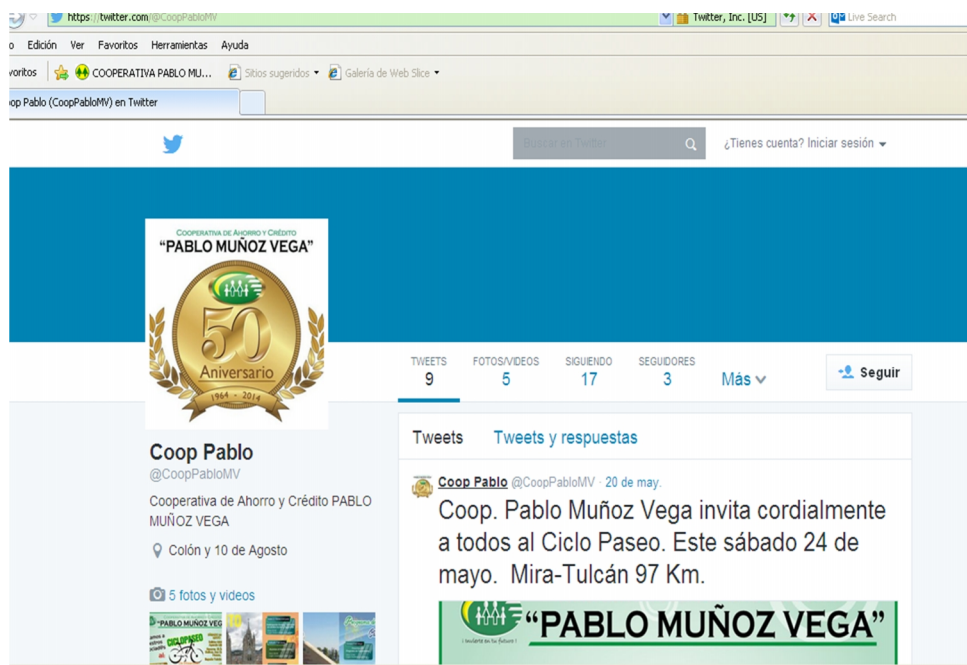 https://twitter.com/@CoopPabloMV
Twitter, Inc. [US]
Live Search
o Edición Ver Favoritos Herramientas Ayuda
voritos COOPERATIVA PABLO MU... Sitios sugeridos Galería de Web Slice
oop Pablo (CoopPabloMV) en Twitter
Buscar en Twitter
¿Tienes cuenta? Iniciar sesión
COOPERATIVA DE AHORRO Y CRÉDITO
“PABLO MUÑOZ VEGA”
50
Aniversario
1964 - 2014
TWEETS FOTOS/VIDEOS SIGUIENDO SEGUIDORES
9 5 17 3 Más
Seguir
Coop Pablo
@CoopPabloMV
Cooperativa de Ahorro y Crédito PABLO
MUÑOZ VEGA
Colón y 10 de Agosto
5 fotos y videos
"PABLO MUÑOZ VEG
CICLOPASEO
Tweets Tweets y respuestas
Coop Pablo @CoopPabloMV · 20 de may.
Coop. Pablo Muñoz Vega invita cordialmente
a todos al Ciclo Paseo. Este sábado 24 de
mayo. Mira-Tulcán 97 Km.
“PABLO MUÑOZ VEGA”